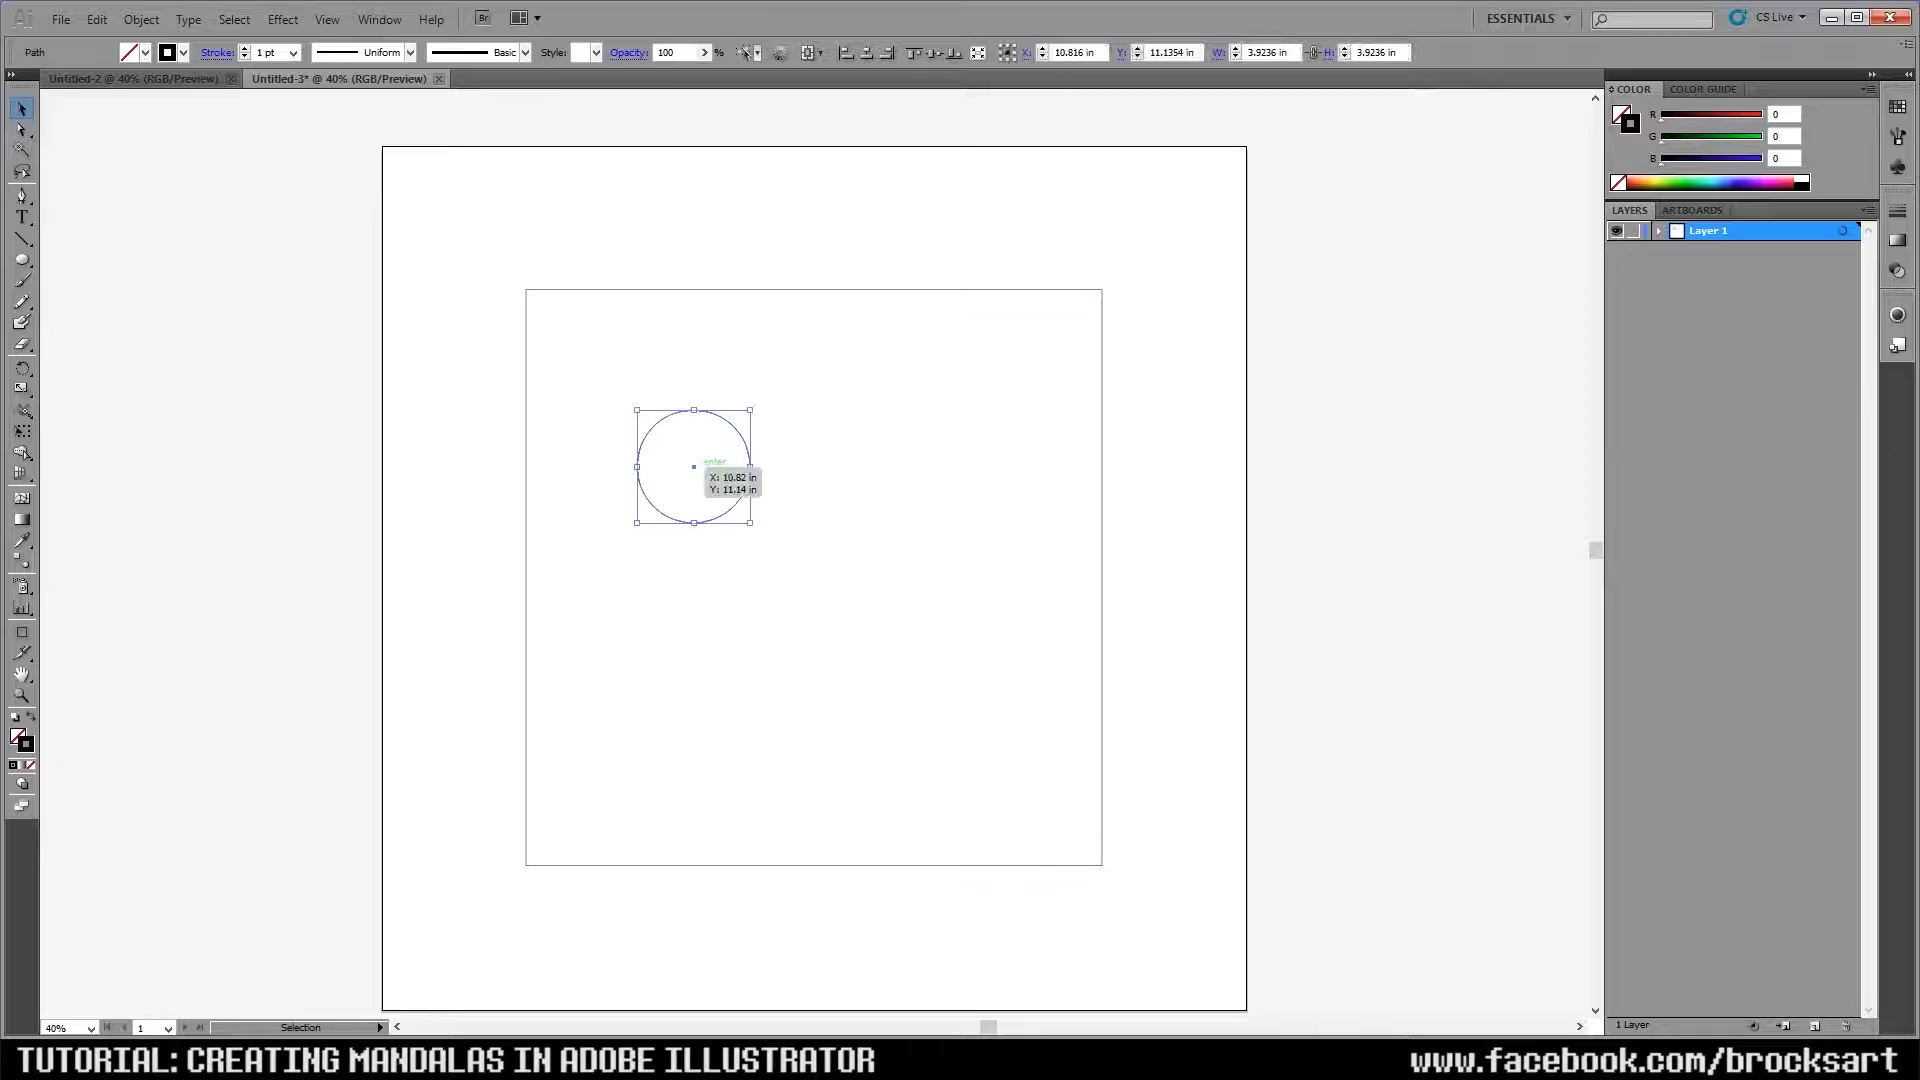 Ai File Edit Object Type Select Effect View Window Help Br ESSENTIALS CS Live
Path Stroke: 1 pt Uniform Basic Style: Opacity: 100 % X: 10.816 in Y: 11.1354 in W: 3.9236 in H: 3.9236 in
Untitled-2 @ 40% (RGB/Preview) Untitled-3* @ 40% (RGB/Preview)
COLOR COLOR GUIDE
R 0
G 0
B 0
LAYERS ARTBOARDS
Layer 1
X: 10.82 in
Y: 11.14 in
40% 1 Selection
1 Layer
TUTORIAL: CREATING MANDALAS IN ADOBE ILLUSTRATOR
www.facebook.com/brocksart